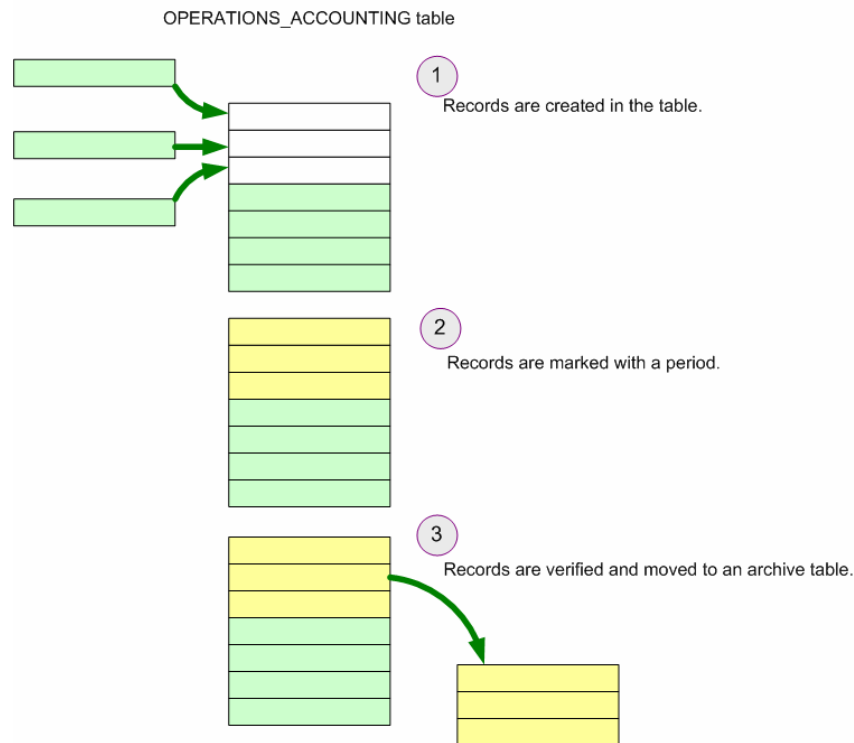 OPERATIONS_ACCOUNTING table
1
Records are created in the table.
2
Records are marked with a period.
3
Records are verified and moved to an archive table.